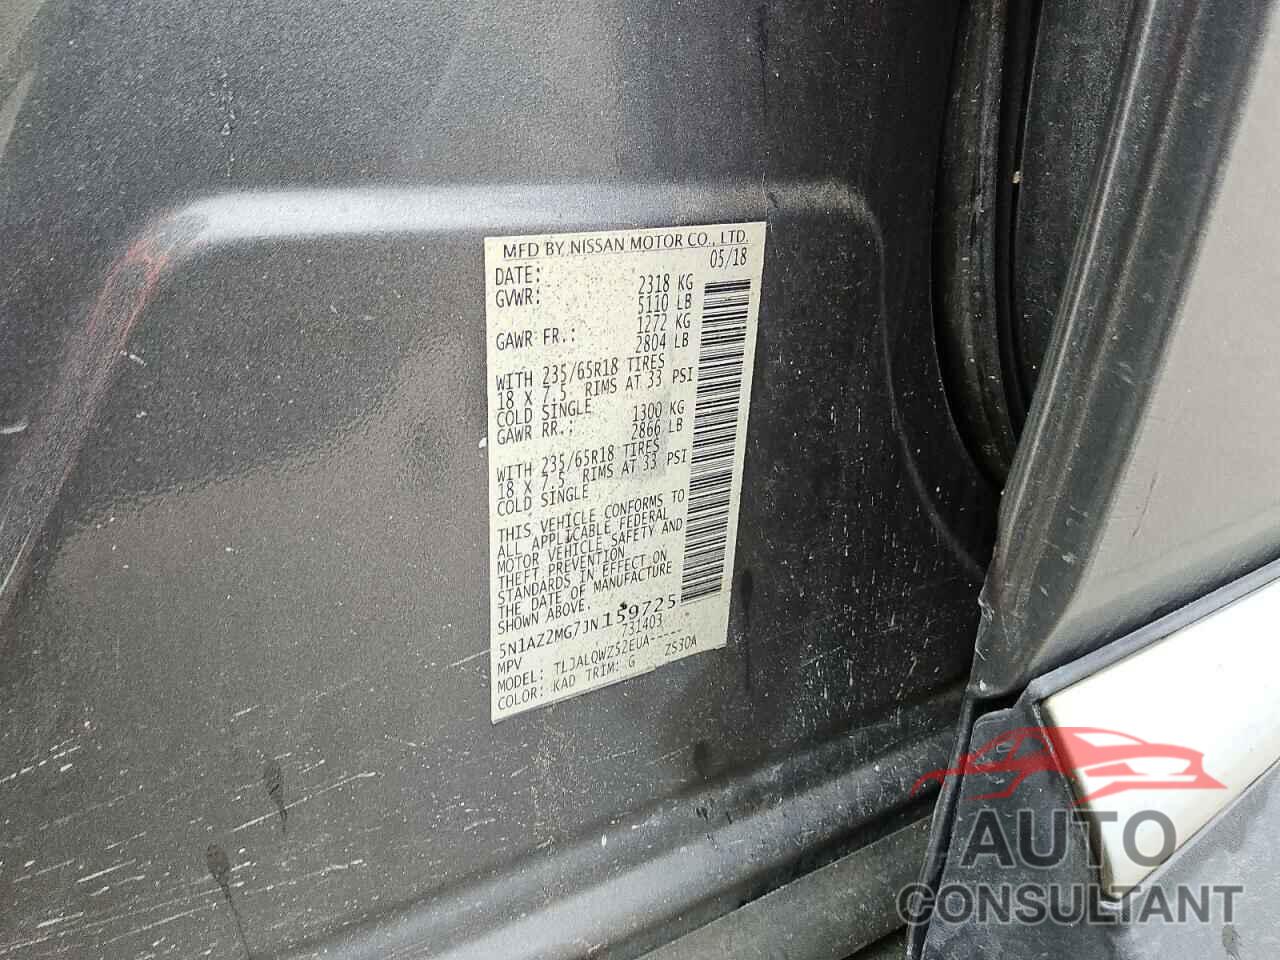 MFD BY NISSAN MOTOR CO., LTD.
DATE: 05/18
GVWR: 2318 KG
5110 LB
GAWR FR.: 1272 KG
2804 LB
WITH 235/65R18 TIRES
18 X 7.5 RIMS AT 33 PSI
COLD SINGLE
GAWR RR.: 1300 KG
2866 LB
WITH 235/65R18 TIRES
18 X 7.5 RIMS AT 33 PSI
COLD SINGLE
THIS VEHICLE CONFORMS TO
ALL APPLICABLE FEDERAL
MOTOR VEHICLE SAFETY AND
THEFT PREVENTION
STANDARDS IN EFFECT ON
THE DATE OF MANUFACTURE
SHOWN ABOVE.
5N1AZ2MG7JN159725
MPV 731403
MODEL: TLJALQWZ52EUA-----
COLOR: KAD TRIM: G ZS30A
AUTO
CONSULTANT